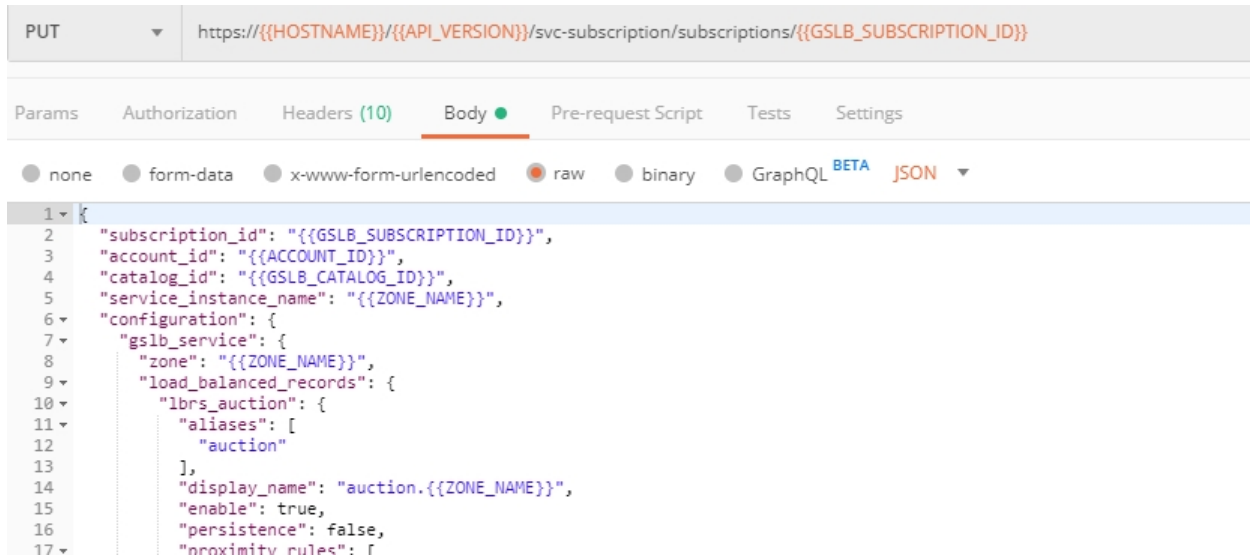 PUT https://{{HOSTNAME}}/{{API_VERSION}}/svc-subscription/subscriptions/{{GSLB_SUBSCRIPTION_ID}}
Params Authorization Headers (10) Body Pre-request Script Tests Settings
none form-data x-www-form-urlencoded raw binary GraphQL BETA JSON
1 {
2 "subscription_id": "{{GSLB_SUBSCRIPTION_ID}}",
3 "account_id": "{{ACCOUNT_ID}}",
4 "catalog_id": "{{GSLB_CATALOG_ID}}",
5 "service_instance_name": "{{ZONE_NAME}}",
6 "configuration": {
7 "gslb_service": {
8 "zone": "{{ZONE_NAME}}",
9 "load_balanced_records": {
10 "lbrs_auction": {
11 "aliases": [
12 "auction"
13 ],
14 "display_name": "auction.{{ZONE_NAME}}",
15 "enable": true,
16 "persistence": false,
17 "proximity_rules": [